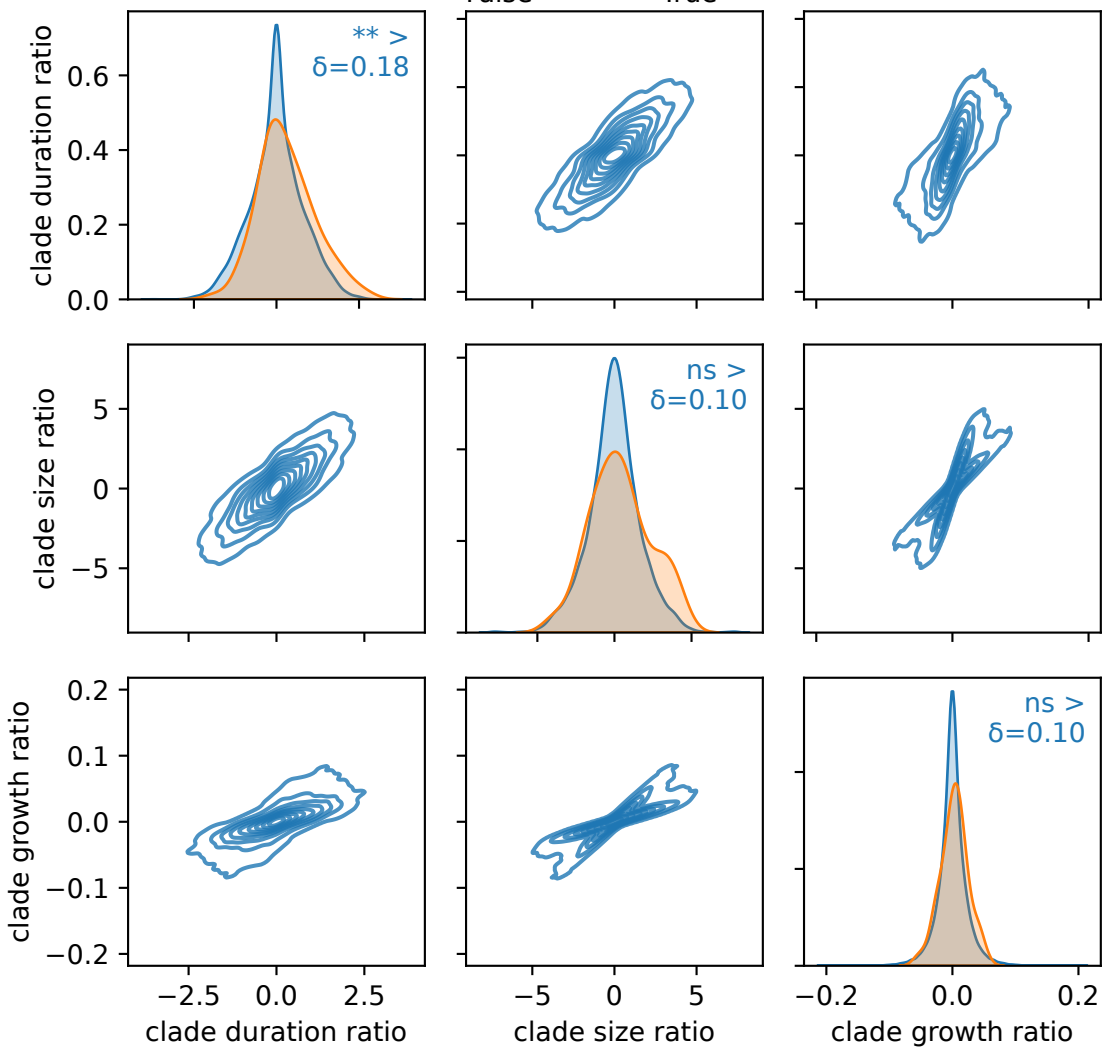 ** >
δ=0.18
clade duration ratio
0.6
0.4
0.2
0.0
ns >
δ=0.10
clade size ratio
5
0
−5
ns >
δ=0.10
clade growth ratio
0.2
0.1
0.0
−0.1
−0.2
−2.5 0.0 2.5
−5 0 5
−0.2 0.0 0.2
clade duration ratio
clade size ratio
clade growth ratio